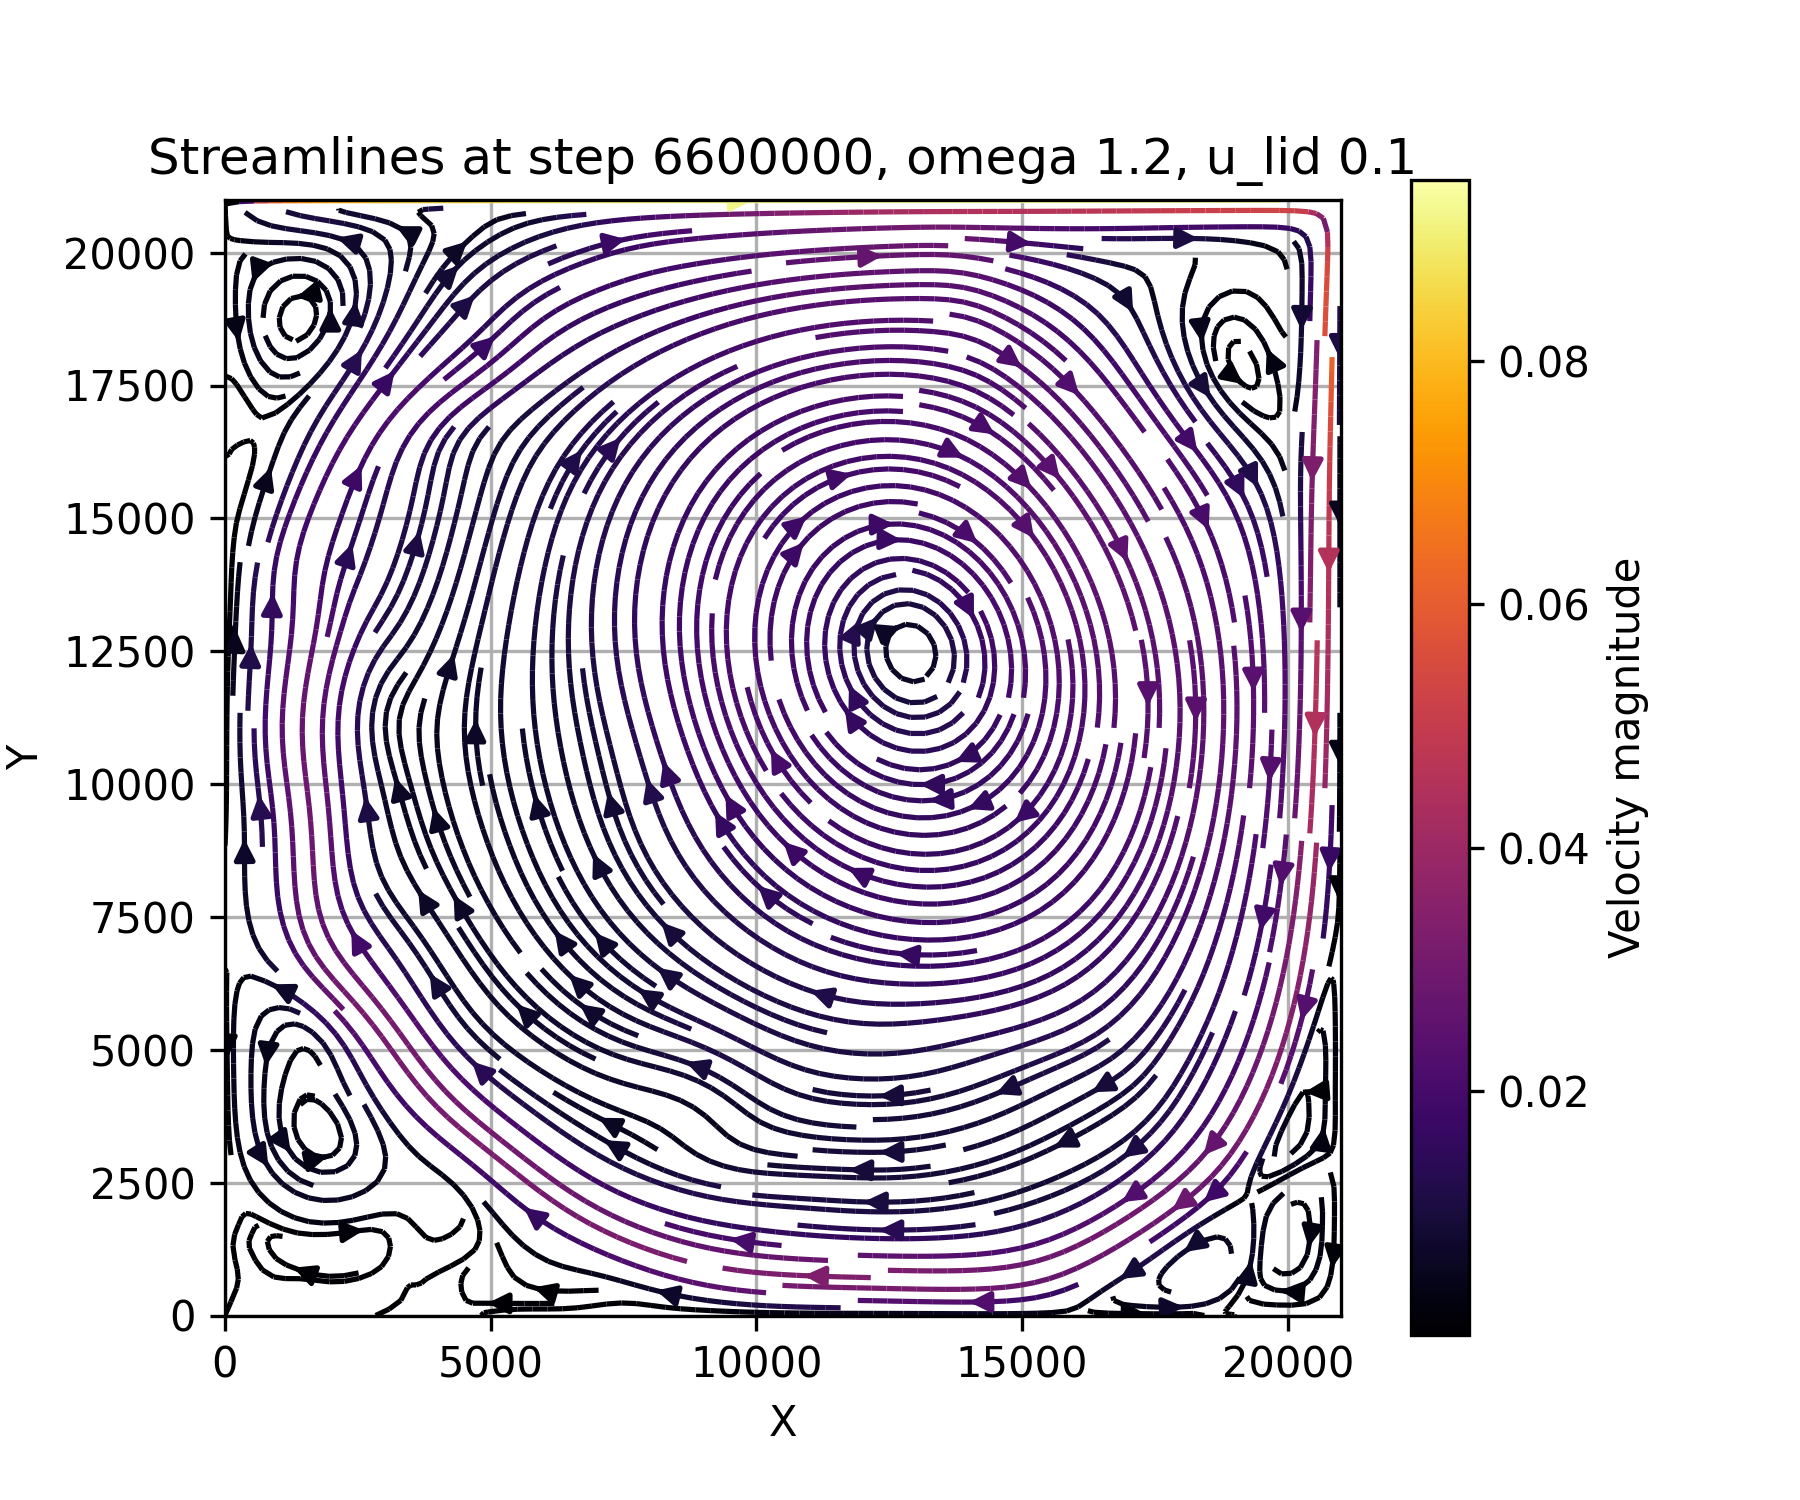 Streamlines at step 6600000, omega 1.2, u_lid 0.1
20000
17500
15000
12500
10000
7500
5000
2500
0
Y
0 5000 10000 15000 20000
X
0.08
0.06
0.04
0.02
Velocity magnitude